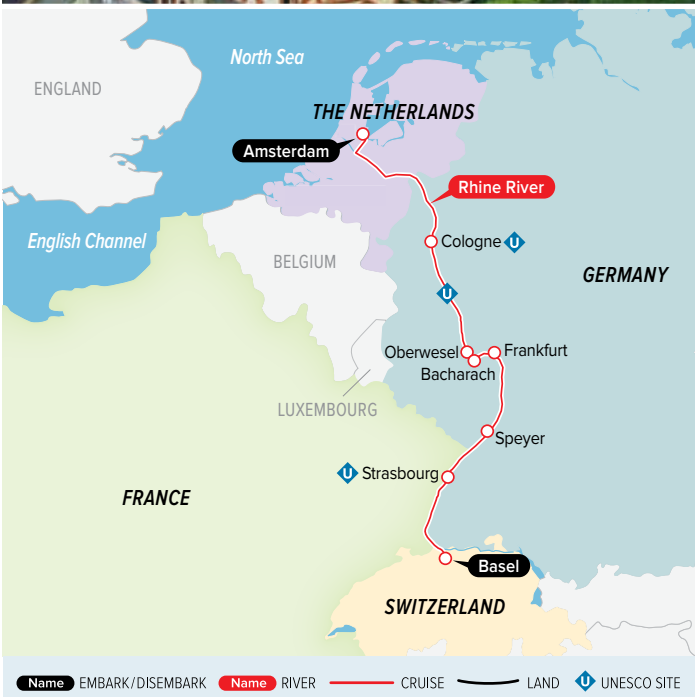 North Sea
ENGLAND
THE NETHERLANDS
Amsterdam
Rhine River
English Channel
Cologne U
BELGIUM
GERMANY
U
Oberwesel
Frankfurt
Bacharach
LUXEMBOURG
Speyer
U Strasbourg
FRANCE
Basel
SWITZERLAND
Name EMBARK/DISEMBARK Name RIVER CRUISE LAND U UNESCO SITE